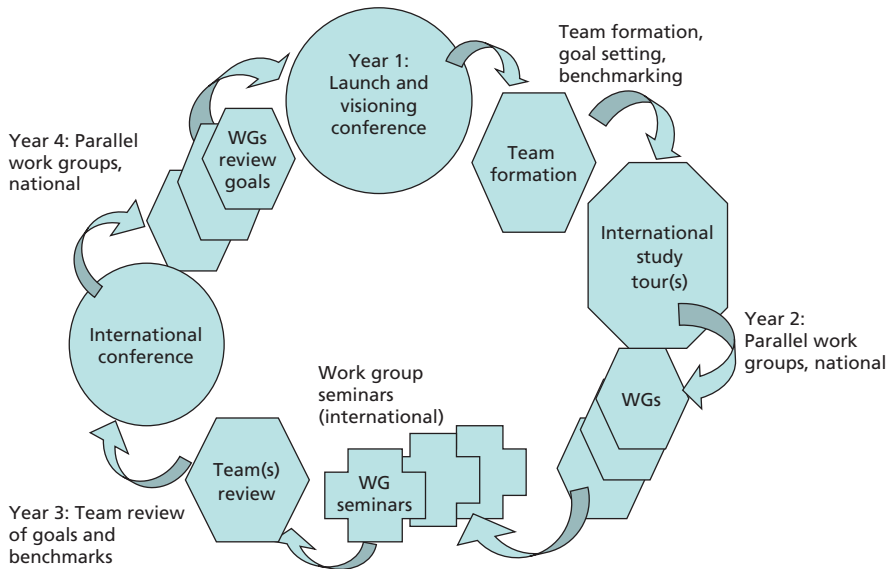 Year 1:
Launch and
visioning
conference
Team formation,
goal setting,
benchmarking
Team
formation
International
study
tour(s)
Year 2:
Parallel work
groups, national
WGs
Work group
seminars
(international)
WG
seminars
Team(s)
review
Year 3: Team review
of goals and
benchmarks
International
conference
Year 4: Parallel
work groups,
national
WGs
review
goals